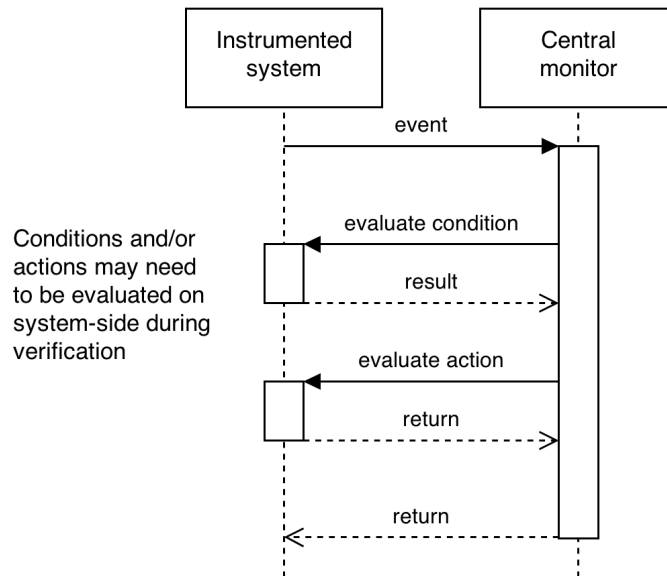 Instrumented
system
Central
monitor
event
evaluate condition
Conditions and/or
actions may need
to be evaluated on
system-side during
verification
result
evaluate action
return
return